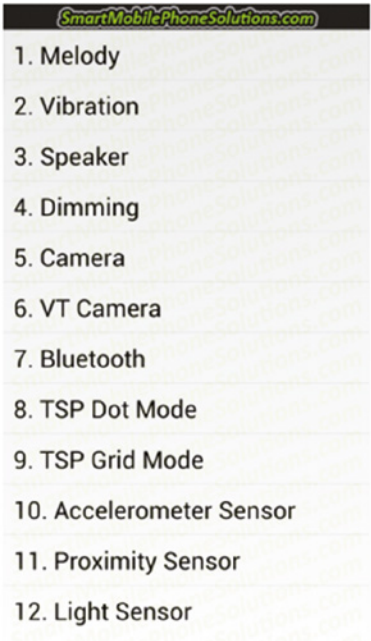 SmartMobilePhoneSolutions.com
1. Melody
2. Vibration
3. Speaker
4. Dimming
5. Camera
6. VT Camera
7. Bluetooth
8. TSP Dot Mode
9. TSP Grid Mode
10. Accelerometer Sensor
11. Proximity Sensor
12. Light Sensor